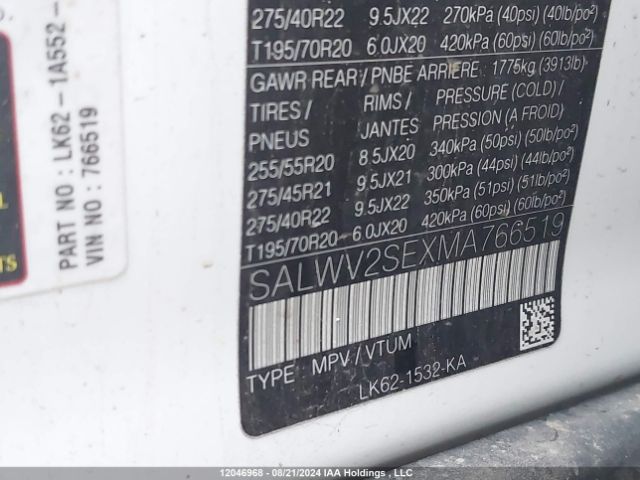 275/40R22 9.5JX22 270kPa (40psi) (40lb/po²)
T195/70R20 6.0JX20 420kPa (60psi) (60lb/po²)
GAWR REAR / PNBE ARRIERE 1775kg (3913lb)
TIRES / RIMS / PRESSURE (COLD) /
PNEUS JANTES PRESSION (A FROID)
255/55R20 8.5JX20 340kPa (50psi) (50lb/po²)
275/45R21 9.5JX21 300kPa (44psi) (44lb/po²)
275/40R22 9.5JX22 350kPa (51psi) (51lb/po²)
T195/70R20 6.0JX20 420kPa (60psi) (60lb/po²)
SALWV2SEXMA766519
TYPE MPV / VTUM
LK62-1532-KA
PART NO : LK62 - 1A552 -
VIN NO : 766519
TS
12046968 - 08/21/2024 IAA Holdings , LLC